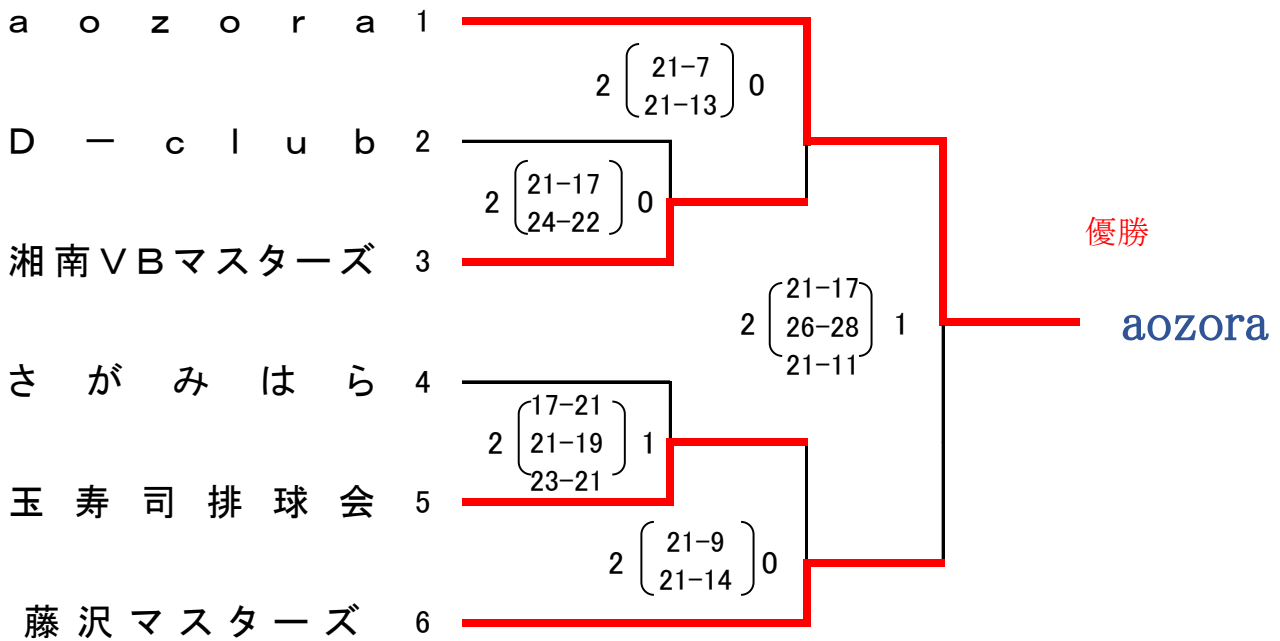 aozora 1
2 21-7 0
21-13
D－club 2
2 21-17 0
24-22
湘南VBマスターズ 3
優勝
aozora
21-17
2 26-28 1
21-11
さがみはら 4
17-21
2 21-19 1
23-21
玉寿司排球会 5
2 21-9 0
21-14
藤沢マスターズ 6